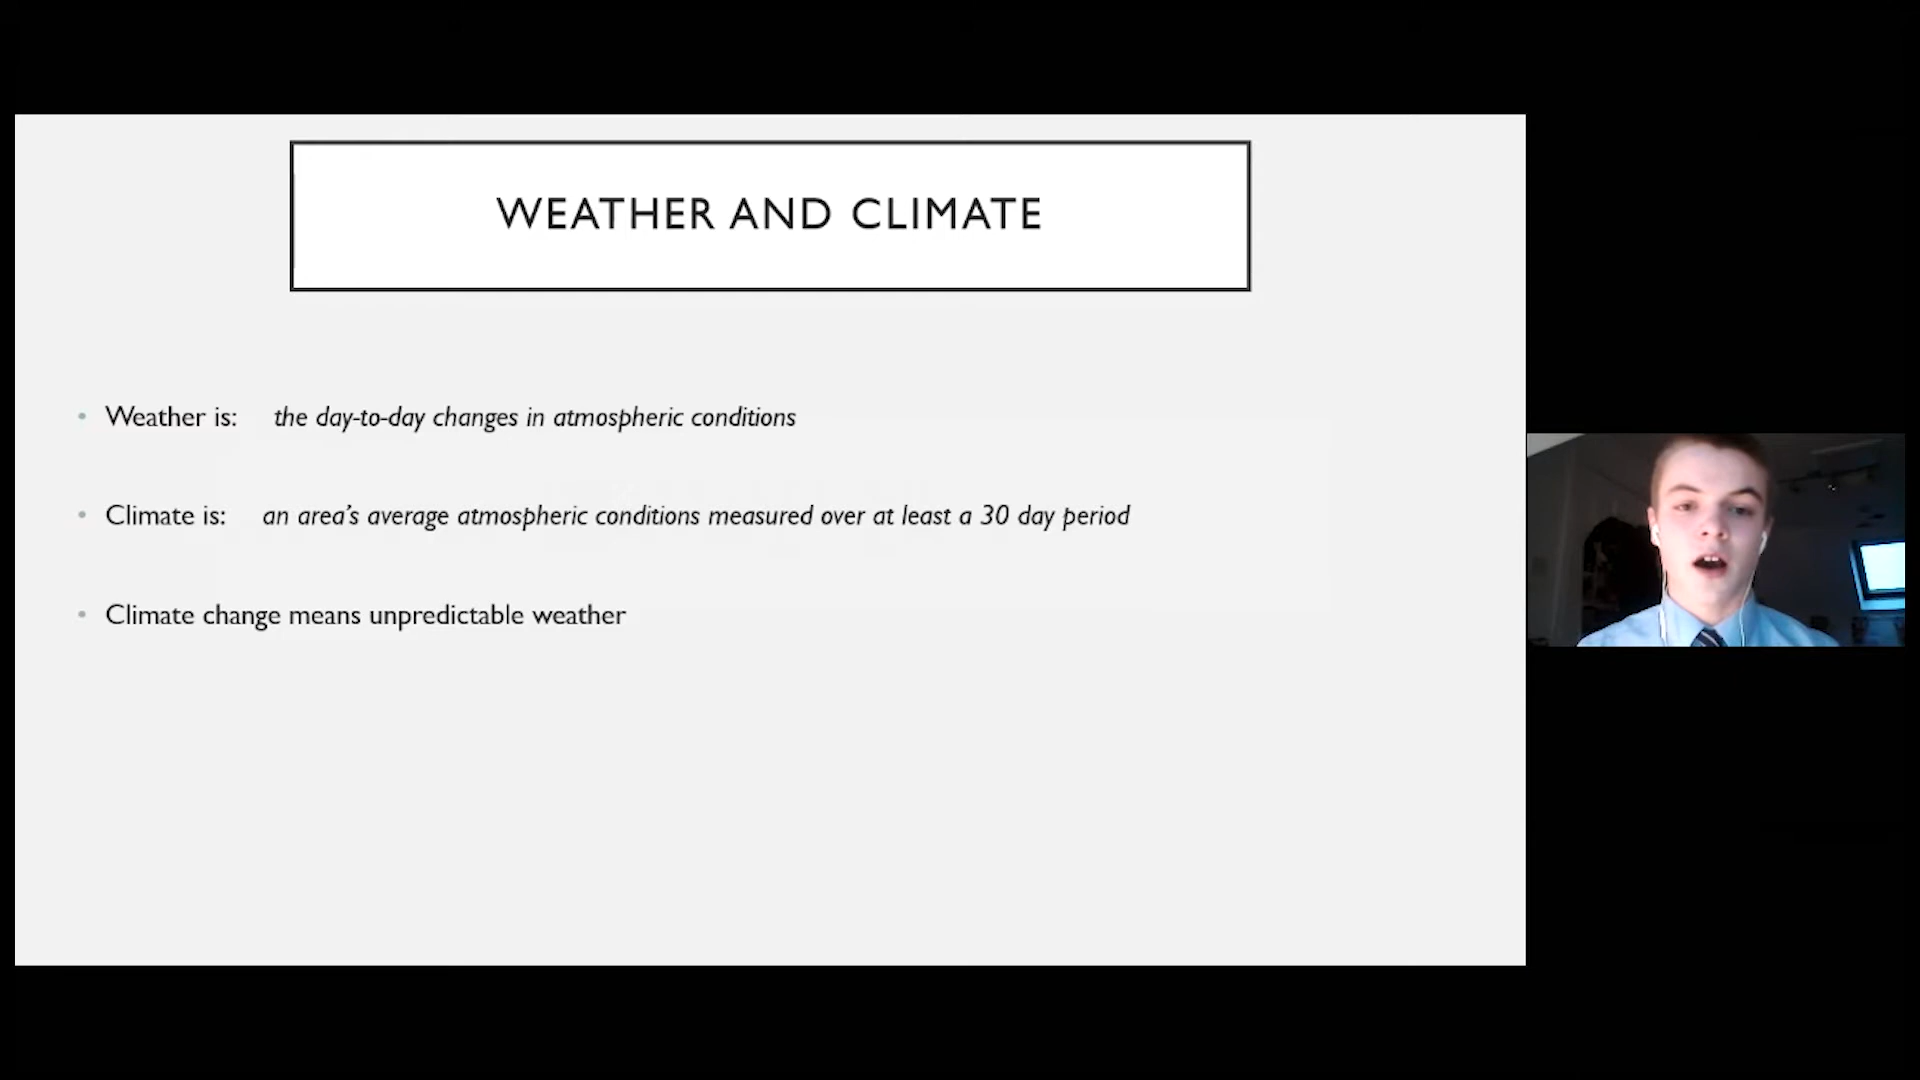 WEATHER AND CLIMATE
• Weather is: the day-to-day changes in atmospheric conditions
• Climate is: an area's average atmospheric conditions measured over at least a 30 day period
• Climate change means unpredictable weather